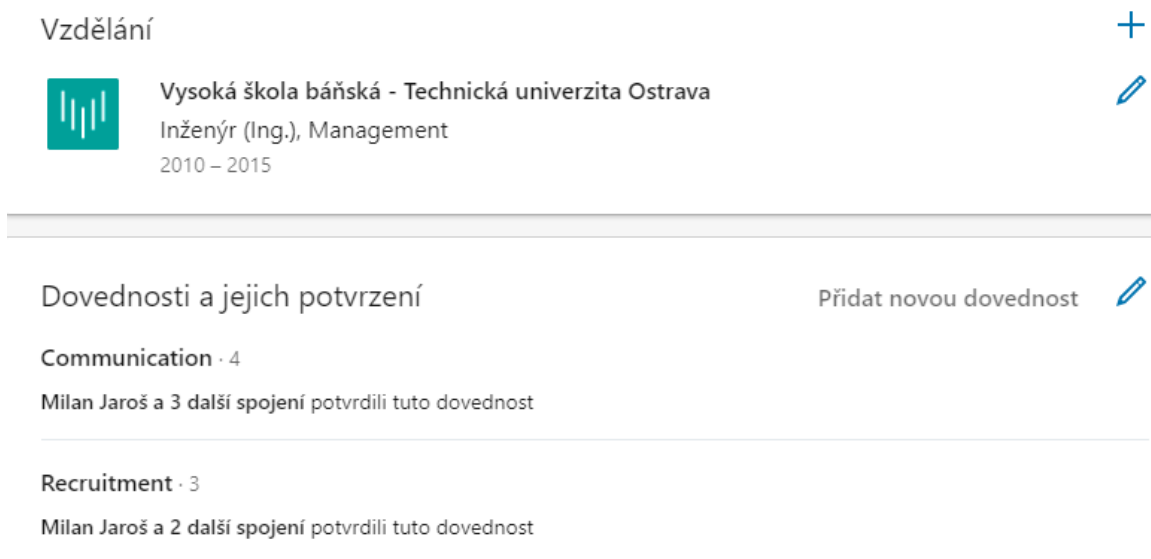 Vzdělání
Vysoká škola báňská - Technická univerzita Ostrava
Inženýr (Ing.), Management
2010 – 2015
Dovednosti a jejich potvrzení
Přidat novou dovednost
Communication · 4
Milan Jaroš a 3 další spojení potvrdili tuto dovednost
Recruitment · 3
Milan Jaroš a 2 další spojení potvrdili tuto dovednost